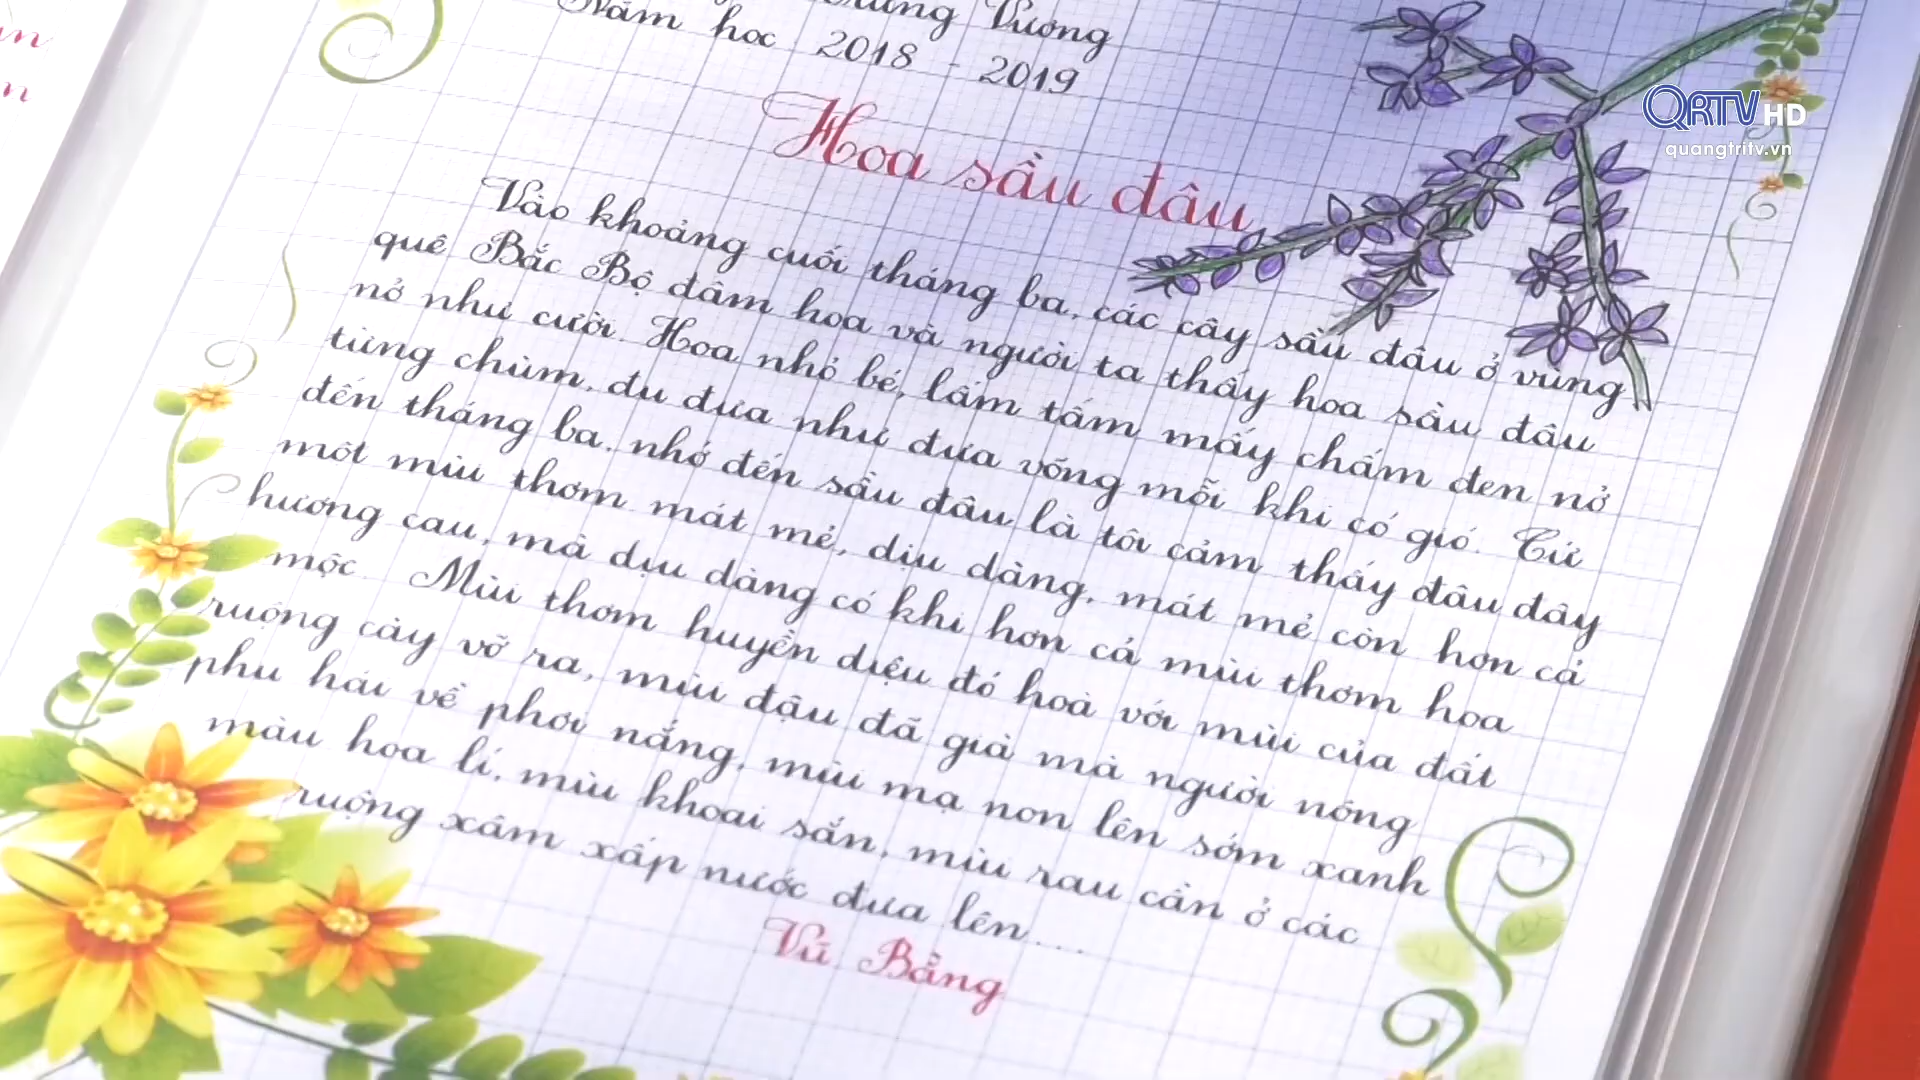 Trưng Vương
Năm học 2018 - 2019
QRTV HD
quangtritv.vn
Hoa sầu đâu
Vào khoảng cuối tháng ba, các cây sầu đâu ở vùng
quê Bắc Bộ đâm hoa và người ta thấy hoa sầu đâu
nở như cười. Hoa nhỏ bé, lấm tấm mấy chấm đen nở
từng chùm, đu đưa như đưa võng mỗi khi có gió. Cứ
đến tháng ba, nhớ đến sầu đâu là tôi cảm thấy đâu đây
một mùi thơm mát mẻ, dịu dàng, mát mẻ còn hơn cả
hương cau, mà dịu dàng có khi hơn cả mùi thơm hoa
mộc. Mùi thơm huyền diệu đó hoà với mùi của đất
ruộng cày vỡ ra, mùi đậu đã già mà người nông
phu hái về phơi nắng, mùi mạ non lên sớm xanh
màu hoa lí, mùi khoai sắn, mùi rau cần ở các
ruộng xâm xấp nước đưa lên...
Vũ Bằng